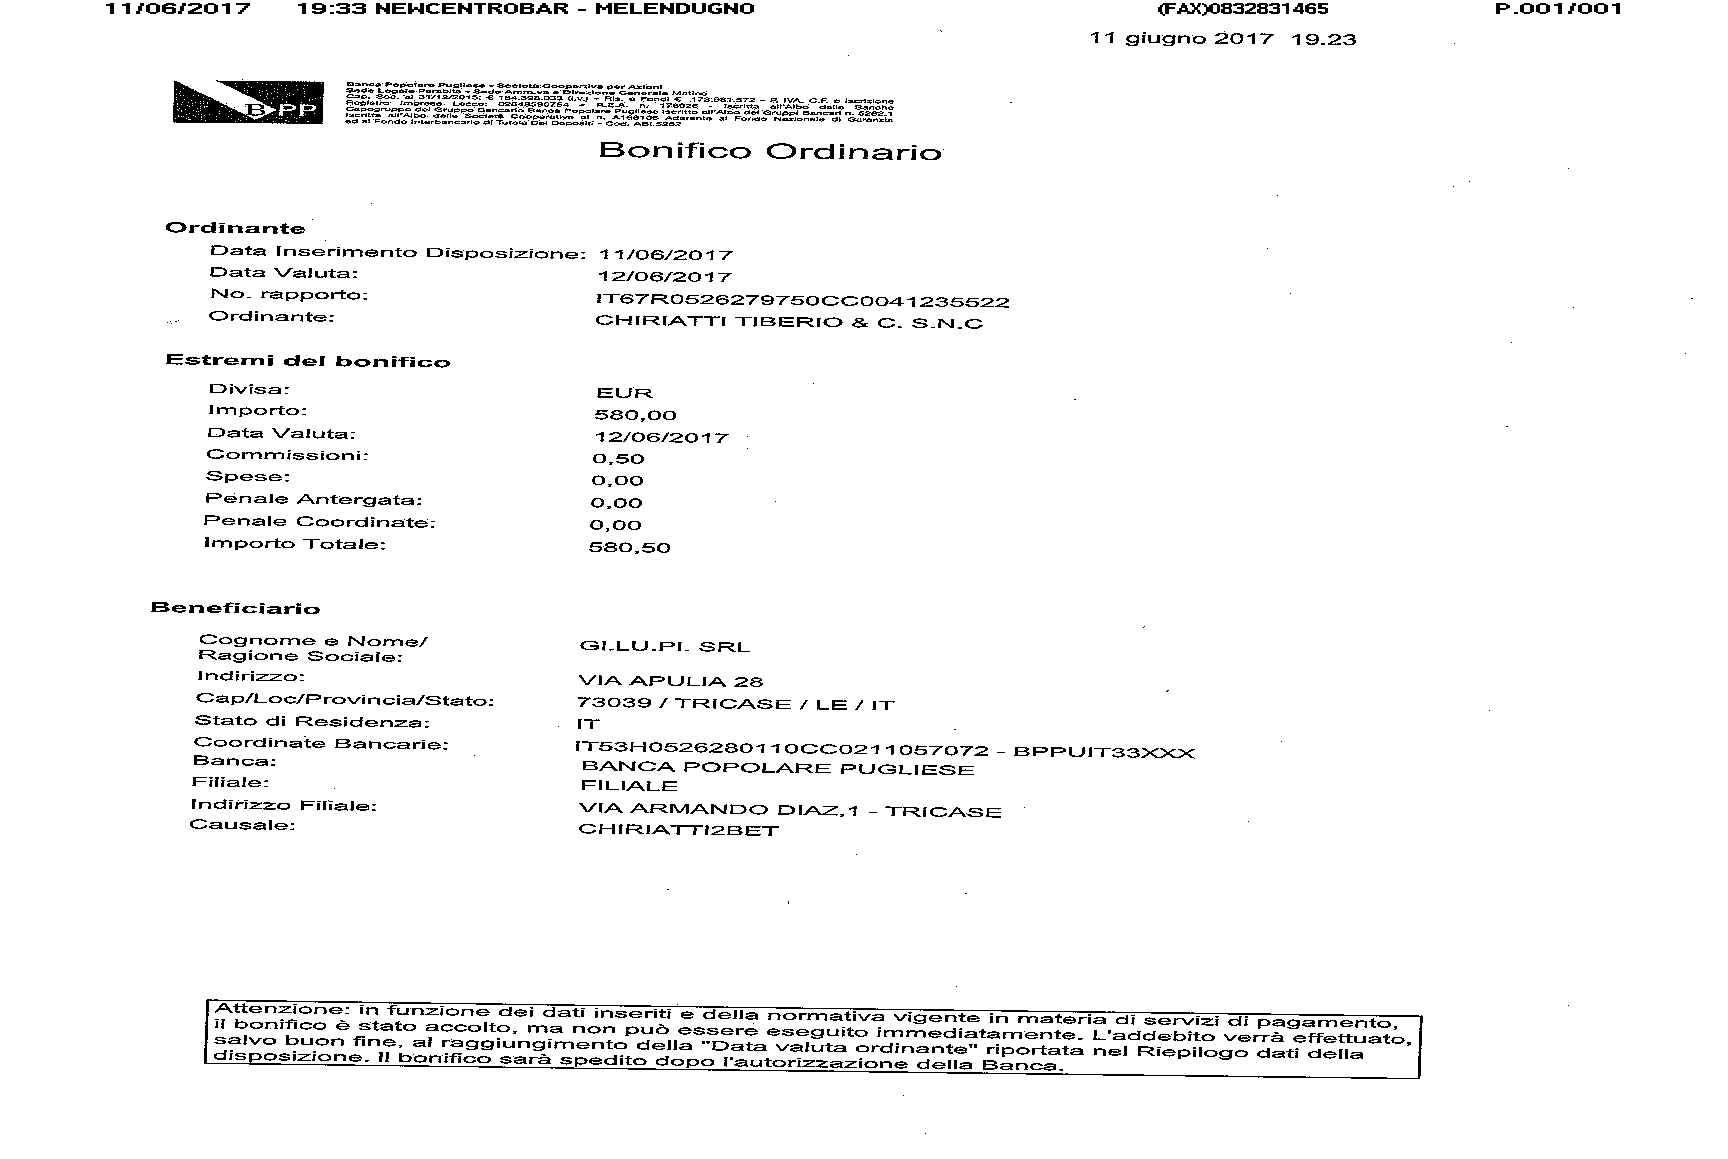 11/06/2017 19:33 NEWCENTROBAR - MELENDUGNO (FAX)0832831465 P.001/001
11 giugno 2017 19.23
BPP
Banca Popolare Pugliese - Società Cooperativa per Azioni
Sede Legale Parabita - Sede Amm.va e Direzione Generale Matino
Cap. Soc. al 31/12/2015: € 184.
Registro Imprese Lecce: 02848590754 - R.E.A. n. 176926 - Iscritta all'Albo delle Banche
Capogruppo del Gruppo Bancario Banca Popolare Pugliese iscritto all'Albo dei Gruppi Bancari n. 5262.1
Iscritta all'Albo delle Società Cooperative al n. A166106 Aderente al Fondo Nazionale di Garanzia
ed al Fondo Interbancario di Tutela Dei Depositi - Cod. ABI.5262
Bonifico Ordinario
Ordinante
Data Inserimento Disposizione: 11/06/2017
Data Valuta: 12/06/2017
No. rapporto: IT67R0526279750CC0041235522
Ordinante: CHIRIATTI TIBERIO & C. S.N.C
Estremi del bonifico
Divisa: EUR
Importo: 580,00
Data Valuta: 12/06/2017
Commissioni: 0,50
Spese: 0,00
Penale Antergata: 0,00
Penale Coordinate: 0,00
Importo Totale: 580,50
Beneficiario
Cognome e Nome/
Ragione Sociale: GI.LU.PI. SRL
Indirizzo: VIA APULIA 28
Cap/Loc/Provincia/Stato: 73039 / TRICASE / LE / IT
Stato di Residenza: IT
Coordinate Bancarie: IT53H0526280110CC0211057072 - BPPUIT33XXX
Banca: BANCA POPOLARE PUGLIESE
Filiale: FILIALE
Indirizzo Filiale: VIA ARMANDO DIAZ,1 - TRICASE
Causale: CHIRIATTI2BET
Attenzione: in funzione dei dati inseriti e della normativa vigente in materia di servizi di pagamento,
il bonifico è stato accolto, ma non può essere eseguito immediatamente. L'addebito verrà effettuato,
salvo buon fine, al raggiungimento della "Data valuta ordinante" riportata nel Riepilogo dati della
disposizione. Il bonifico sarà spedito dopo l'autorizzazione della Banca.